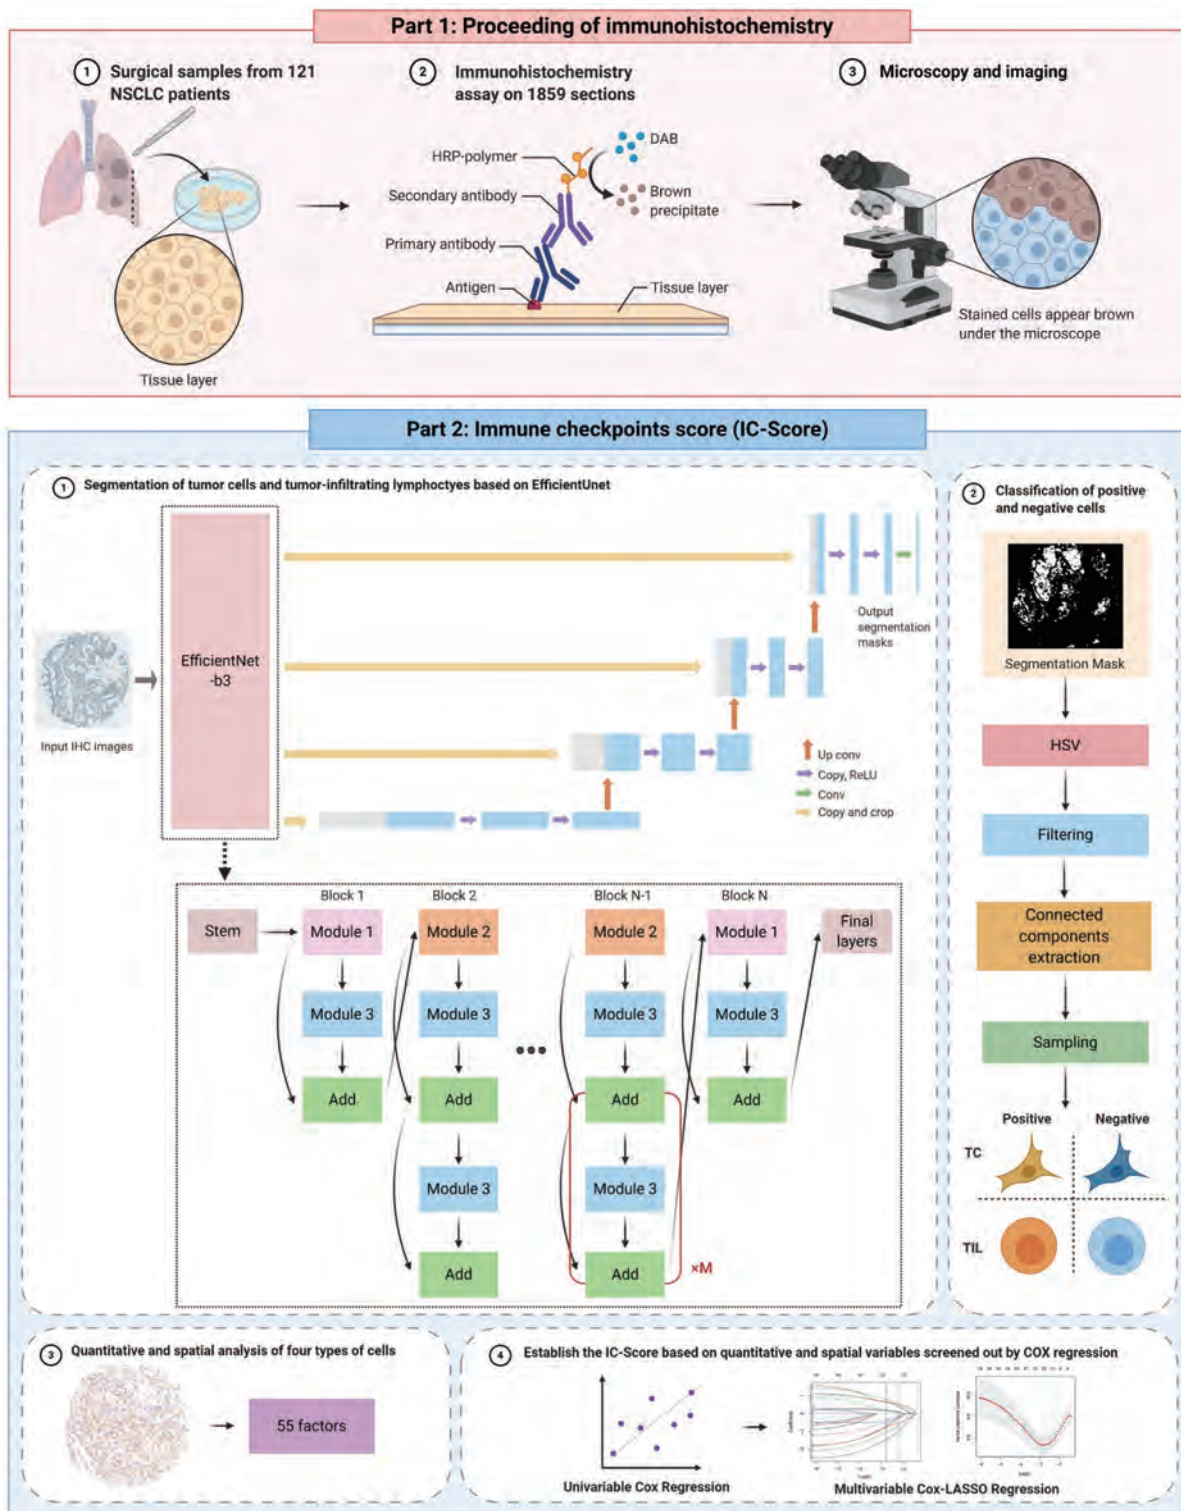 Part 1: Proceeding of immunohistochemistry
1 Surgical samples from 121
NSCLC patients
Tissue layer
2 Immunohistochemistry
assay on 1859 sections
HRP-polymer
DAB
Secondary antibody
Brown
precipitate
Primary antibody
Antigen
Tissue layer
3 Microscopy and imaging
Stained cells appear brown
under the microscope
Part 2: Immune checkpoints score (IC-Score)
1 Segmentation of tumor cells and tumor-infiltrating lymphoctyes based on EfficientUnet
Input IHC images
EfficientNet
-b3
Output
segmentation
masks
Up conv
Copy, ReLU
Conv
Copy and crop
Block 1
Block 2
Block N-1
Block N
Stem
Module 1
Module 2
Module 2
Module 1
Final
layers
Module 3
Module 3
Module 3
Module 3
Add
Add
Add
Add
Module 3
Module 3
Add
Add
×M
2 Classification of positive
and negative cells
Segmentation Mask
HSV
Filtering
Connected
components
extraction
Sampling
Positive
Negative
TC
TIL
3 Quantitative and spatial analysis of four types of cells
55 factors
4 Establish the IC-Score based on quantitative and spatial variables screened out by COX regression
Univariable Cox Regression
Multivariable Cox-LASSO Regression